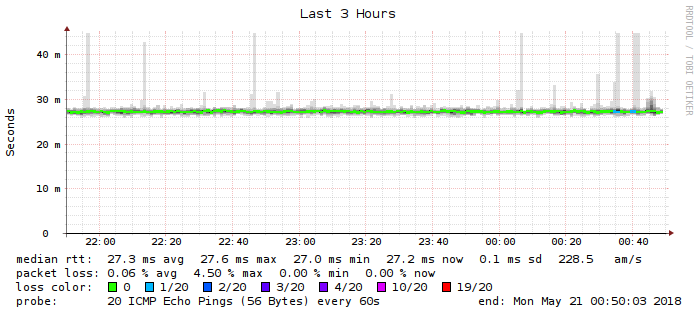 Last 3 Hours
RRDTOOL / TOBI OETIKER
Seconds
40 m
30 m
20 m
10 m
0
22:00 22:20 22:40 23:00 23:20 23:40 00:00 00:20 00:40
median rtt: 27.3 ms avg 27.6 ms max 27.0 ms min 27.2 ms now 0.1 ms sd 228.5 am/s
packet loss: 0.06 % avg 4.50 % max 0.00 % min 0.00 % now
loss color: 0 1/20 2/20 3/20 4/20 10/20 19/20
probe: 20 ICMP Echo Pings (56 Bytes) every 60s end: Mon May 21 00:50:03 2018